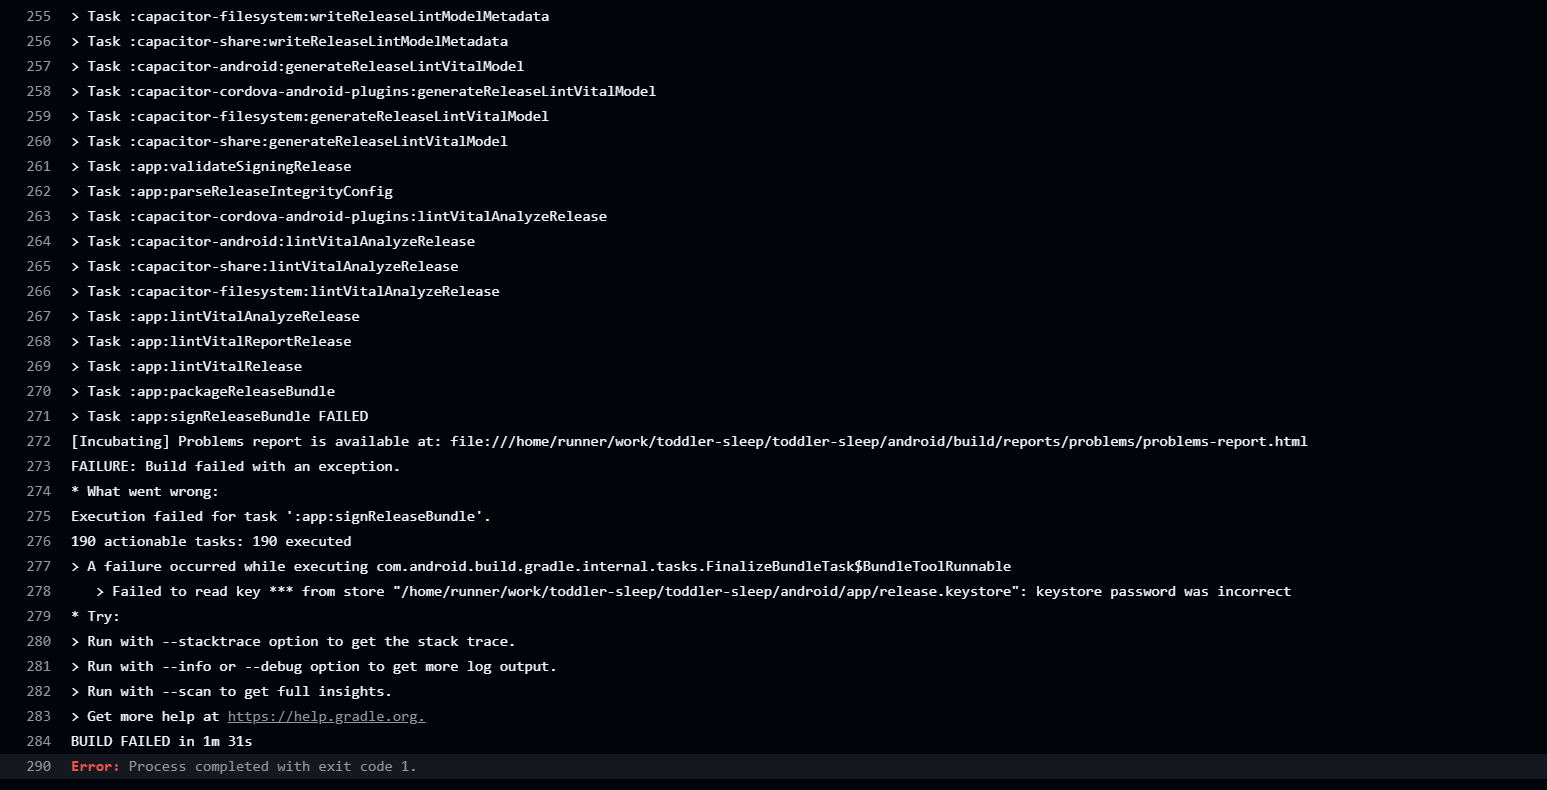 255 > Task :capacitor-filesystem:writeReleaseLintModelMetadata
256 > Task :capacitor-share:writeReleaseLintModelMetadata
257 > Task :capacitor-android:generateReleaseLintVitalModel
258 > Task :capacitor-cordova-android-plugins:generateReleaseLintVitalModel
259 > Task :capacitor-filesystem:generateReleaseLintVitalModel
260 > Task :capacitor-share:generateReleaseLintVitalModel
261 > Task :app:validateSigningRelease
262 > Task :app:parseReleaseIntegrityConfig
263 > Task :capacitor-cordova-android-plugins:lintVitalAnalyzeRelease
264 > Task :capacitor-android:lintVitalAnalyzeRelease
265 > Task :capacitor-share:lintVitalAnalyzeRelease
266 > Task :capacitor-filesystem:lintVitalAnalyzeRelease
267 > Task :app:lintVitalAnalyzeRelease
268 > Task :app:lintVitalReportRelease
269 > Task :app:lintVitalRelease
270 > Task :app:packageReleaseBundle
271 > Task :app:signReleaseBundle FAILED
272 [Incubating] Problems report is available at: file:///home/runner/work/toddler-sleep/toddler-sleep/android/build/reports/problems/problems-report.html
273 FAILURE: Build failed with an exception.
274 * What went wrong:
275 Execution failed for task ':app:signReleaseBundle'.
276 190 actionable tasks: 190 executed
277 > A failure occurred while executing com.android.build.gradle.internal.tasks.FinalizeBundleTask$BundleToolRunnable
278    > Failed to read key *** from store "/home/runner/work/toddler-sleep/toddler-sleep/android/app/release.keystore": keystore password was incorrect
279 * Try:
280 > Run with --stacktrace option to get the stack trace.
281 > Run with --info or --debug option to get more log output.
282 > Run with --scan to get full insights.
283 > Get more help at https://help.gradle.org.
284 BUILD FAILED in 1m 31s
290 Error: Process completed with exit code 1.